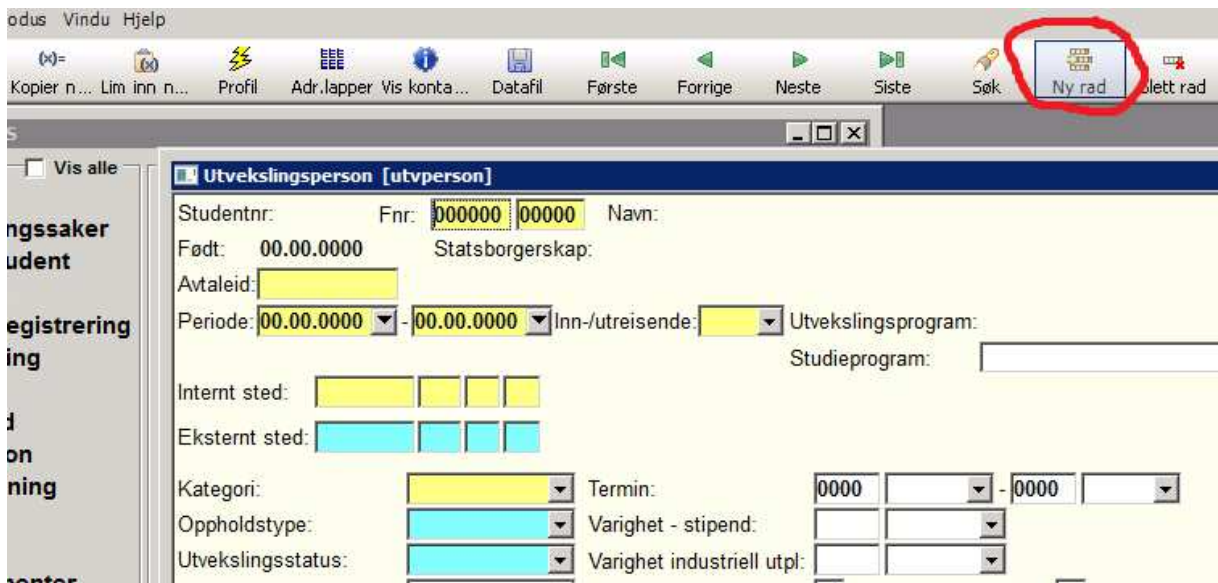 odus Vindu Hjelp
(x)= (x)
Kopier n... Lim inn n... Profil Adr.lapper Vis konta... Datafil Første Forrige Neste Siste Søk Ny rad Slett rad
S
Vis alle
Utvekslingsperson [utvperson]
Studentnr: Fnr: 000000 00000 Navn:
ngssaker
Født: 00.00.0000 Statsborgerskap:
udent
Avtaleid:
egistrering
Periode: 00.00.0000 - 00.00.0000 Inn-/utreisende: Utvekslingsprogram:
ing
Studieprogram:
Internt sted:
d
Eksternt sted:
on
ning
Kategori: Termin: 0000 - 0000
Oppholdstype: Varighet - stipend:
Utvekslingsstatus: Varighet industriell utpl: